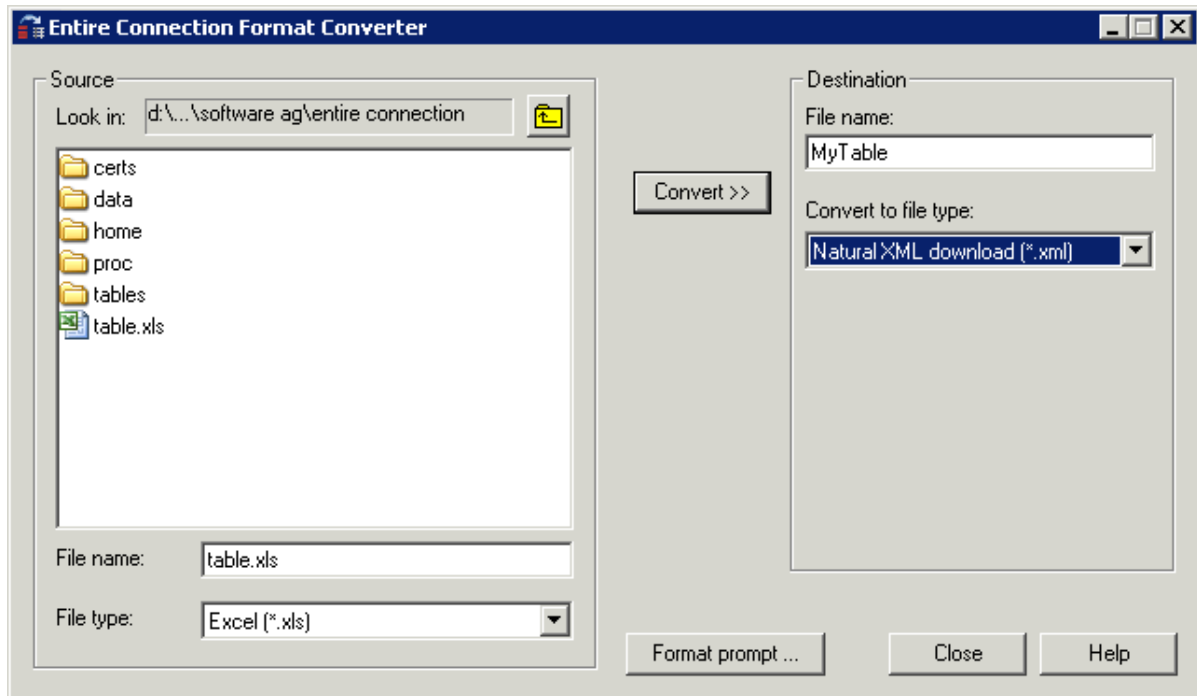 Entire Connection Format Converter
Source
Look in: d:\...\software ag\entire connection
certs
data
home
proc
tables
table.xls
File name: table.xls
File type: Excel (*.xls)
Convert >>
Destination
File name:
MyTable
Convert to file type:
Natural XML download (*.xml)
Format prompt ... Close Help